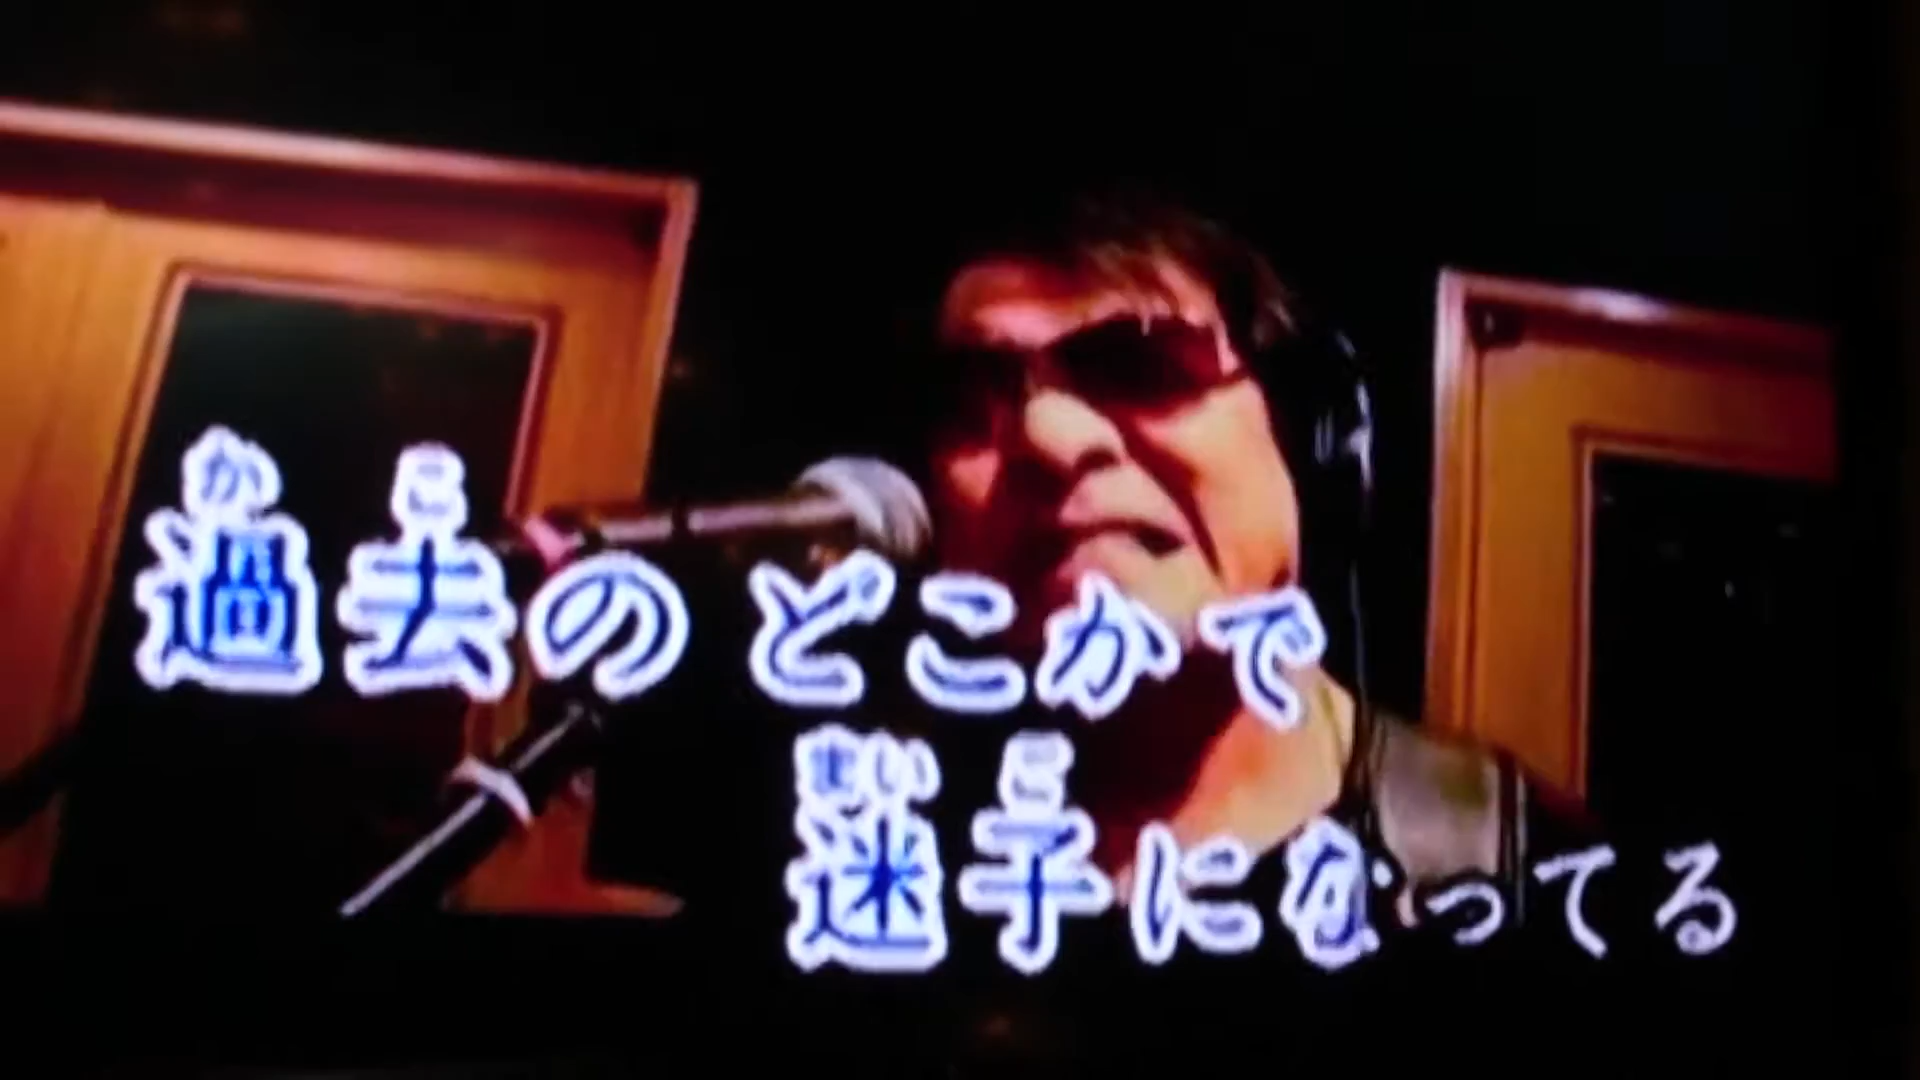 か こ
過去の どこかで
まい ご
迷子になってる